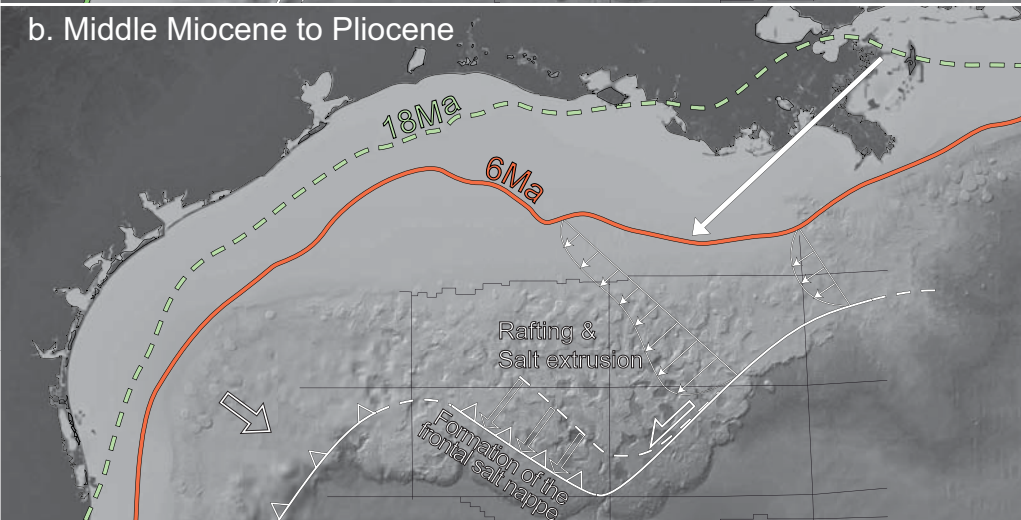 b. Middle Miocene to Pliocene
18Ma
6Ma
Rafting &
Salt extrusion
Formation of the
frontal salt nappe